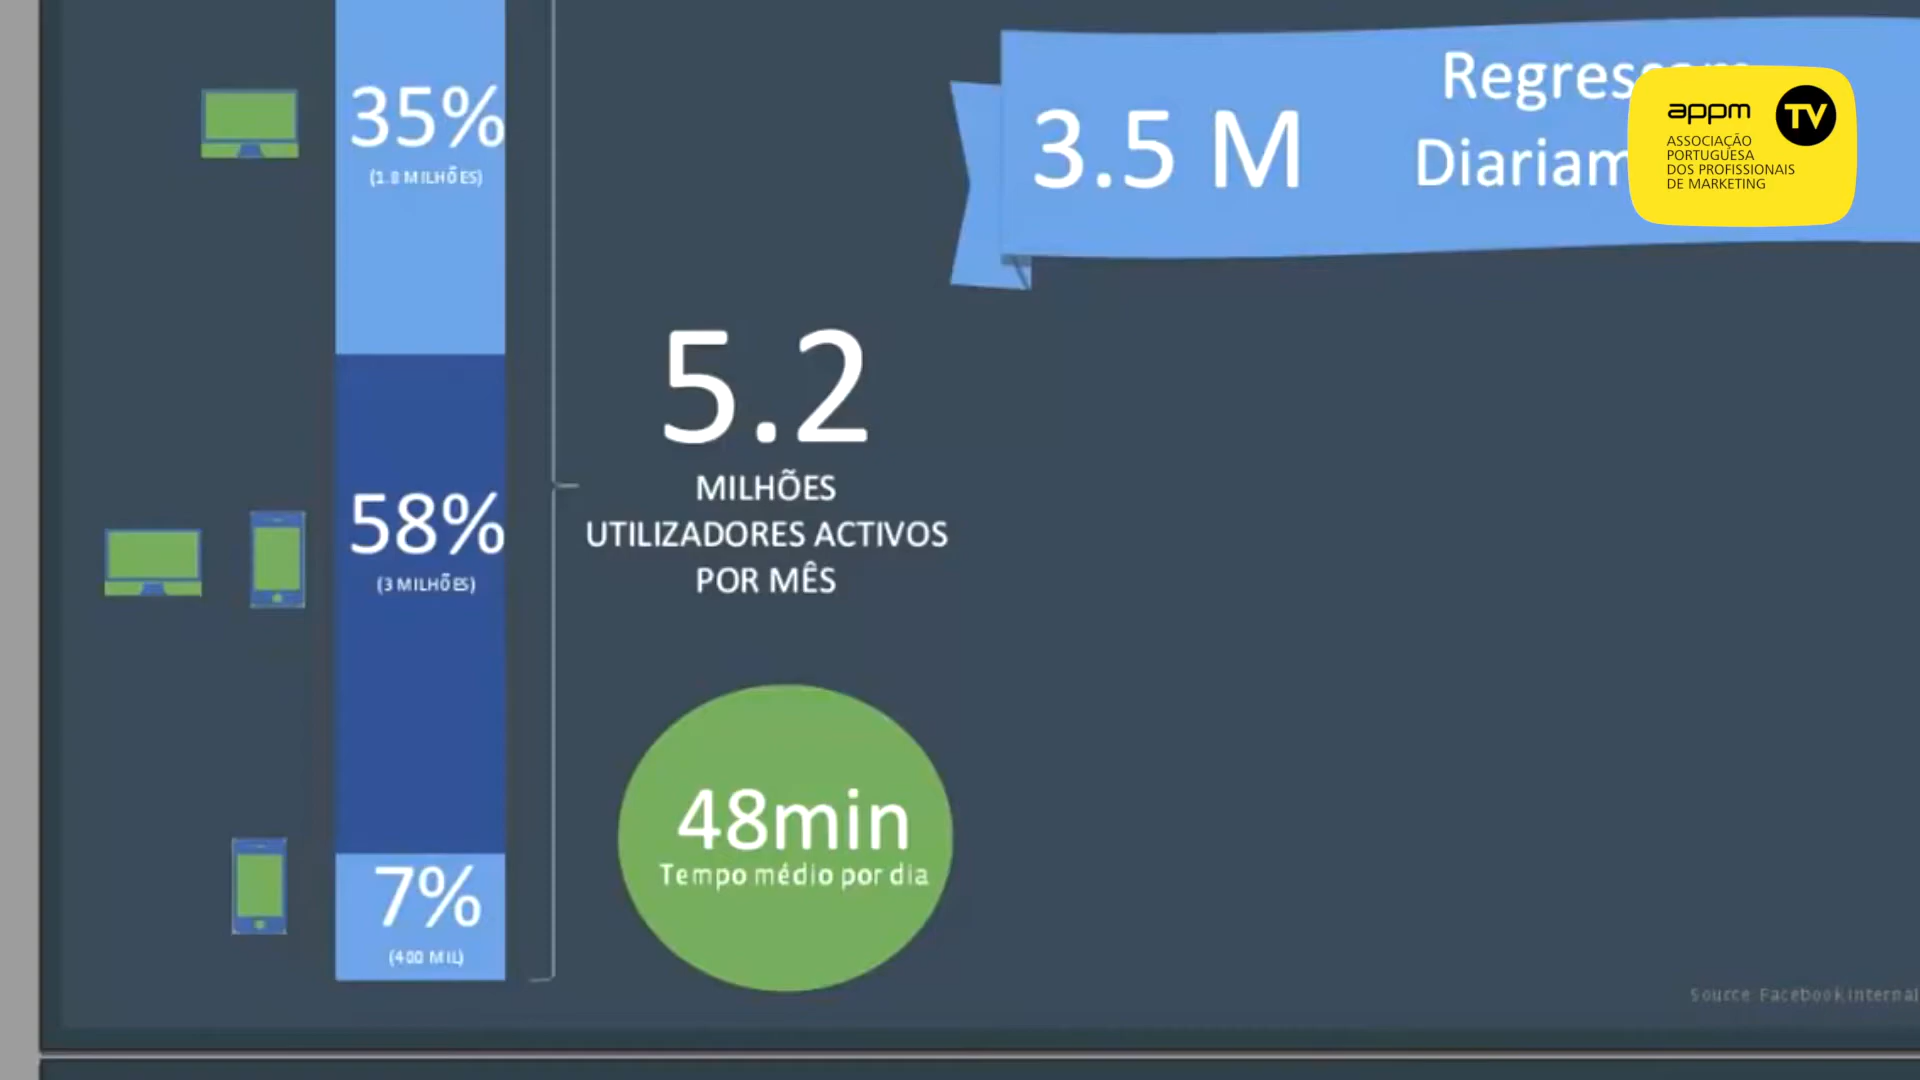 35%
(1.8 MILHÕES)
3.5 M
Diariam
appm TV
ASSOCIAÇÃO
PORTUGUESA
DOS PROFISSIONAIS
DE MARKETING
5.2
MILHÕES
UTILIZADORES ACTIVOS
POR MÊS
58%
(3 MILHÕES)
48min
Tempo médio por dia
7%
(400 MIL)
Source Facebook internal